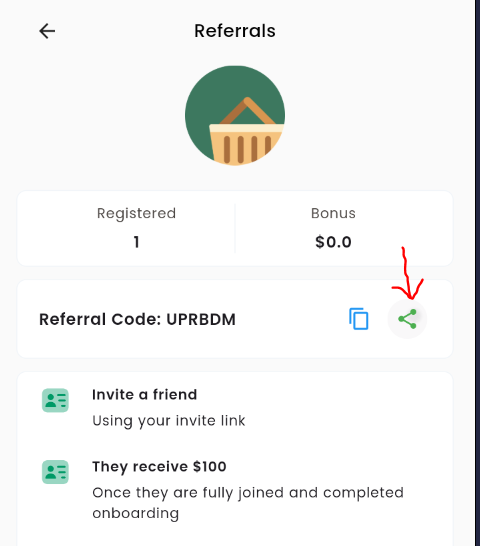 Referrals
Registered
Bonus
1
$0.0
Referral Code: UPRBDM
Invite a friend
Using your invite link
They receive $100
Once they are fully joined and completed
onboarding